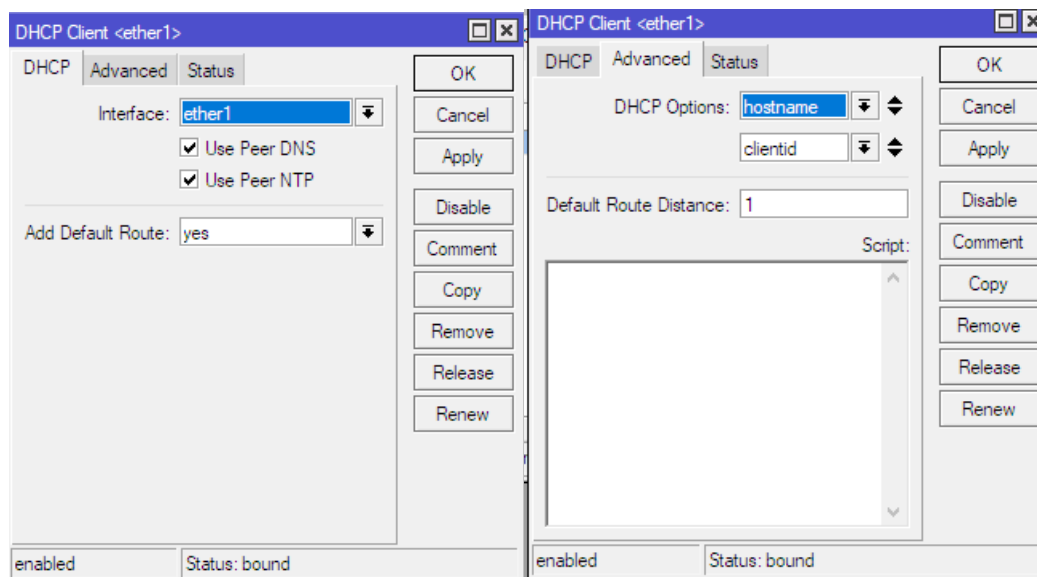 DHCP Client <ether1>
DHCP Advanced Status
Interface: ether1
Use Peer DNS
Use Peer NTP
Add Default Route: yes
OK
Cancel
Apply
Disable
Comment
Copy
Remove
Release
Renew
enabled Status: bound
DHCP Client <ether1>
DHCP Advanced Status
DHCP Options: hostname
clientid
Default Route Distance: 1
Script:
OK
Cancel
Apply
Disable
Comment
Copy
Remove
Release
Renew
enabled Status: bound